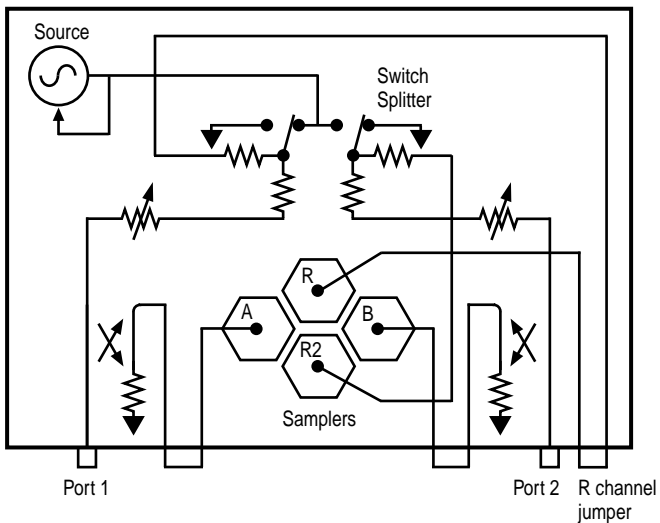 Source
Switch
Splitter
R
A
B
R2
Samplers
Port 1
Port 2
R channel
jumper